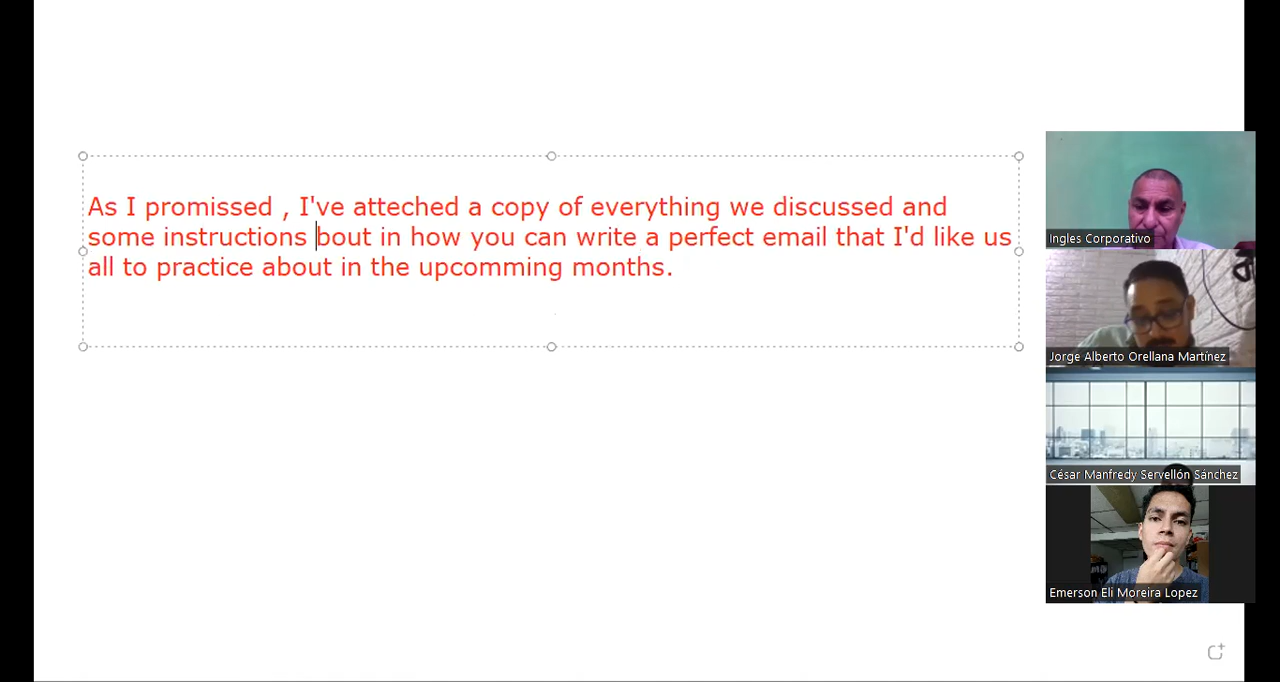 As I promissed , I've atteched a copy of everything we discussed and
some instructions bout in how you can write a perfect email that I'd like us
all to practice about in the upcomming months.
Ingles Corporativo
Jorge Alberto Orellana Martínez
César Manfredy Servellón Sánchez
Emerson Eli Moreira Lopez